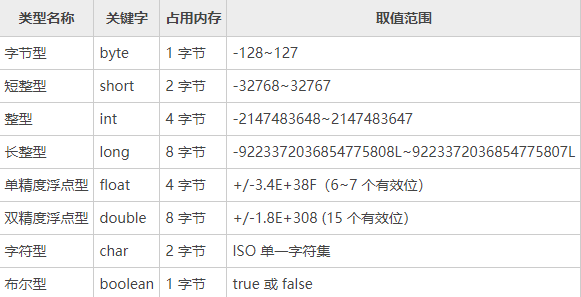 类型名称 关键字 占用内存 取值范围
字节型 byte 1 字节 -128~127
短整型 short 2 字节 -32768~32767
整型 int 4 字节 -2147483648~2147483647
长整型 long 8 字节 -9223372036854775808L~9223372036854775807L
单精度浮点型 float 4 字节 +/-3.4E+38F（6~7 个有效位）
双精度浮点型 double 8 字节 +/-1.8E+308 (15 个有效位）
字符型 char 2 字节 ISO 单一字符集
布尔型 boolean 1 字节 true 或 false